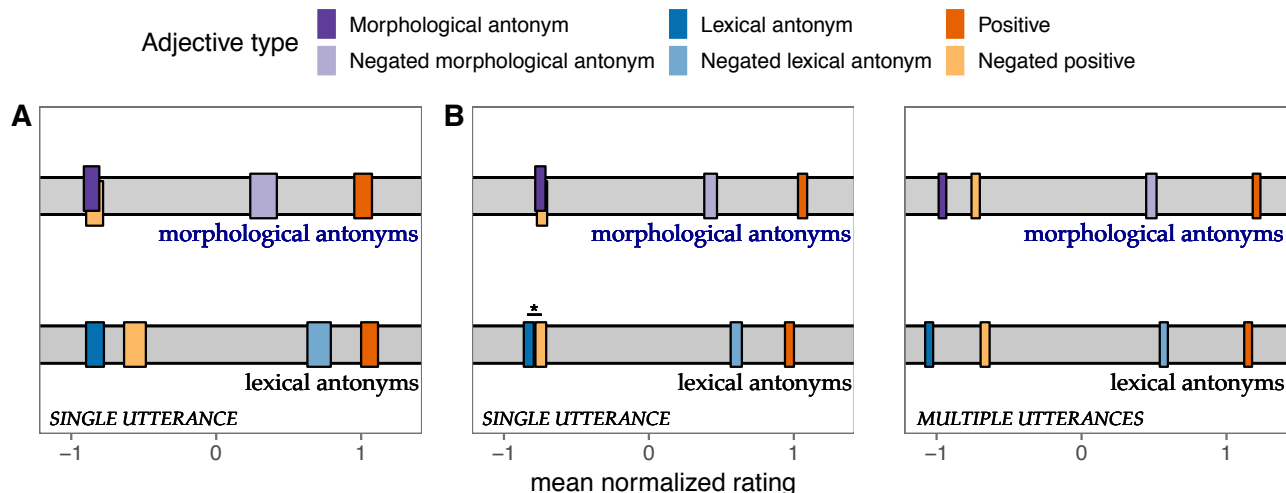 Adjective type
Morphological antonym
Lexical antonym
Positive
Negated morphological antonym
Negated lexical antonym
Negated positive
A
morphological antonyms
lexical antonyms
SINGLE UTTERANCE
−1 0 1
B
morphological antonyms
*
lexical antonyms
SINGLE UTTERANCE
−1 0 1
morphological antonyms
lexical antonyms
MULTIPLE UTTERANCES
−1 0 1
mean normalized rating